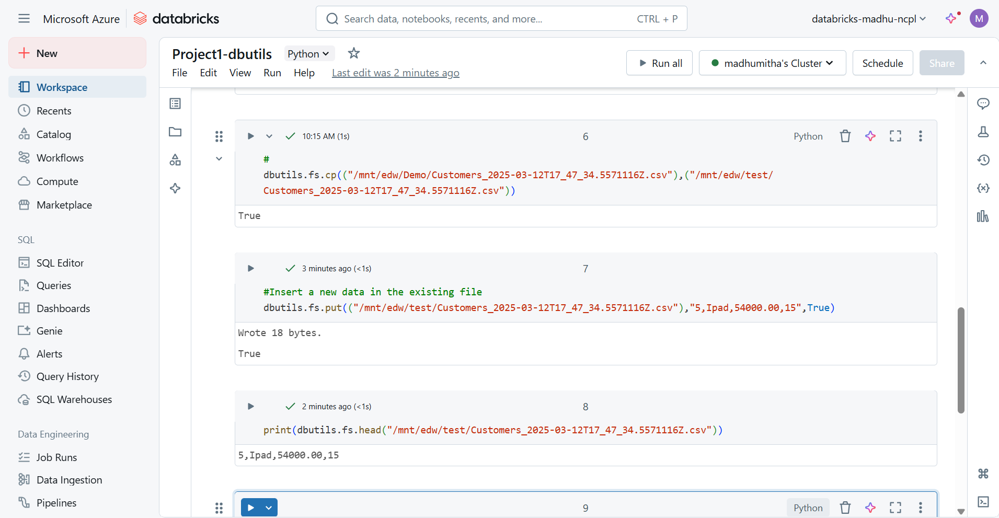 Microsoft Azure
databricks
Search data, notebooks, recents, and more...
CTRL + P
databricks-madhu-ncpl
M
New
Workspace
Recents
Catalog
Workflows
Compute
Marketplace
SQL
SQL Editor
Queries
Dashboards
Genie
Alerts
Query History
SQL Warehouses
Data Engineering
Job Runs
Data Ingestion
Pipelines
Project1-dbutils
Python
File Edit View Run Help Last edit was 2 minutes ago
Run all
madhumitha's Cluster
Schedule
Share
10:15 AM (1s)
6
Python
#
dbutils.fs.cp(("/mnt/edw/Demo/Customers_2025-03-12T17_47_34.5571116Z.csv"),("/mnt/edw/test/
Customers_2025-03-12T17_47_34.5571116Z.csv"))
True
3 minutes ago (<1s)
7
#Insert a new data in the existing file
dbutils.fs.put(("/mnt/edw/test/Customers_2025-03-12T17_47_34.5571116Z.csv"),"5,Ipad,54000.00,15",True)
Wrote 18 bytes.
True
2 minutes ago (<1s)
8
print(dbutils.fs.head("/mnt/edw/test/Customers_2025-03-12T17_47_34.5571116Z.csv"))
5,Ipad,54000.00,15
9
Python